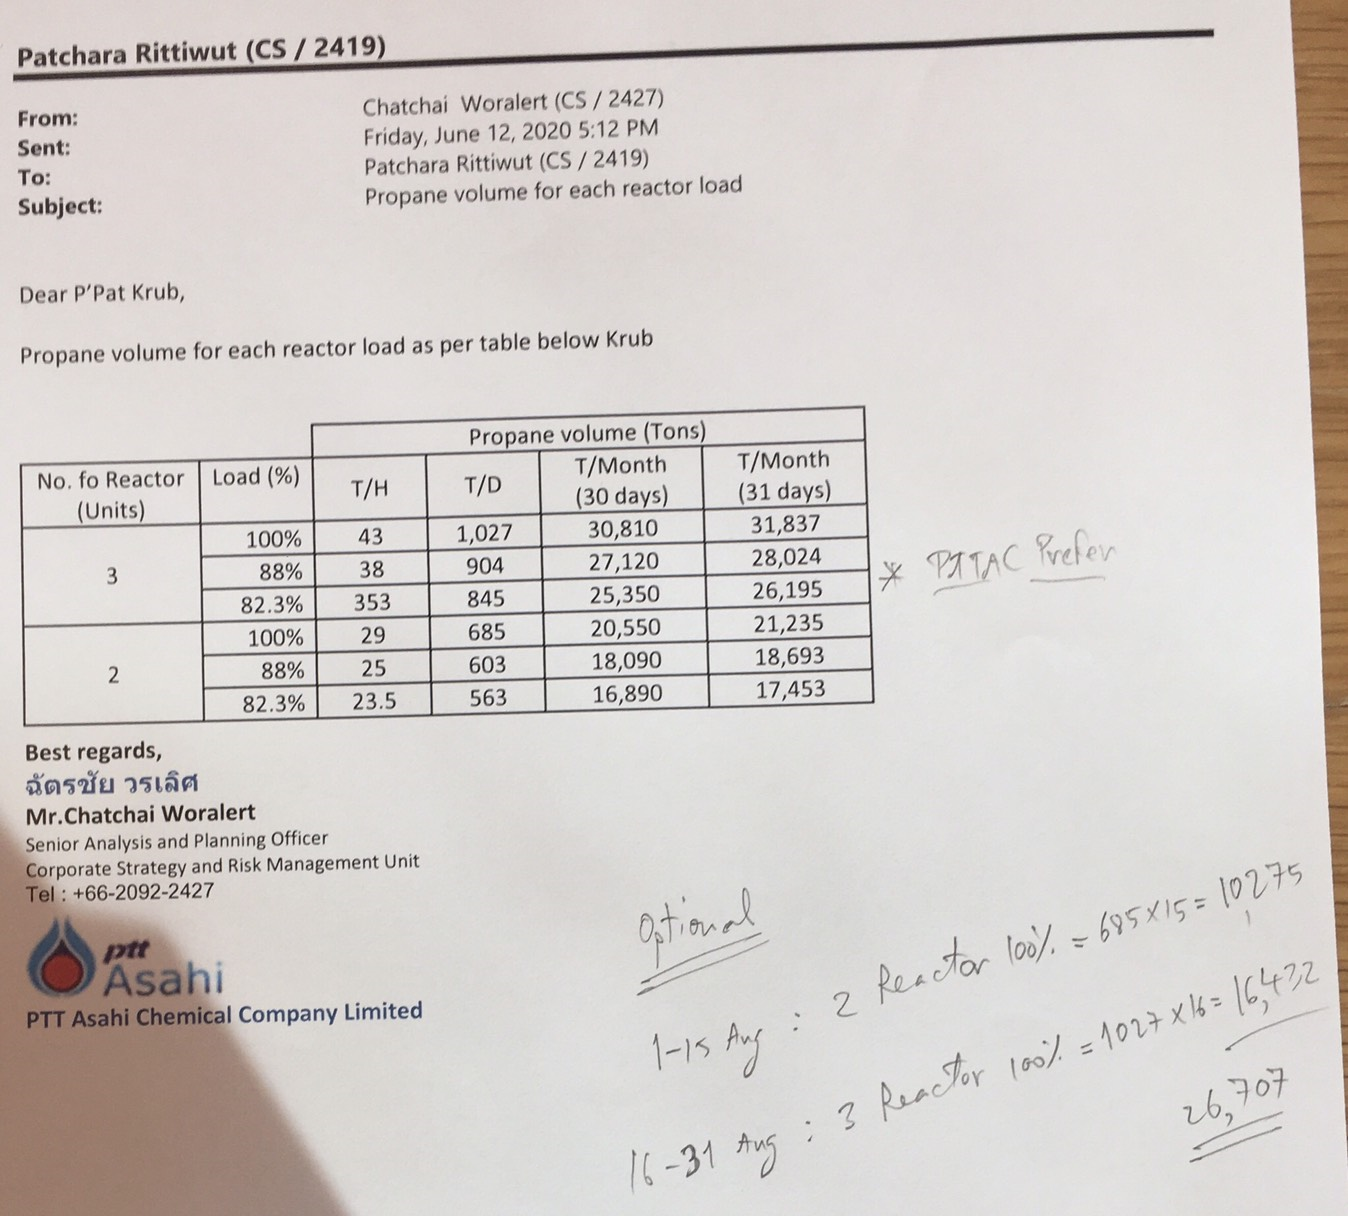 Patchara Rittiwut (CS / 2419)
From: Chatchai Woralert (CS / 2427)
Sent: Friday, June 12, 2020 5:12 PM
To: Patchara Rittiwut (CS / 2419)
Subject: Propane volume for each reactor load
Dear P'Pat Krub,
Propane volume for each reactor load as per table below Krub
Propane volume (Tons)
No. fo Reactor (Units) Load (%) T/H T/D T/Month (30 days) T/Month (31 days)
3 100% 43 1,027 30,810 31,837
88% 38 904 27,120 28,024 * PTTAC Prefer
82.3% 353 845 25,350 26,195
2 100% 29 685 20,550 21,235
88% 25 603 18,090 18,693
82.3% 23.5 563 16,890 17,453
Best regards,
ฉัตรชัย วรเลิศ
Mr.Chatchai Woralert
Senior Analysis and Planning Officer
Corporate Strategy and Risk Management Unit
Tel : +66-2092-2427
ptt
Asahi
PTT Asahi Chemical Company Limited
Optional
1-15 Aug : 2 Reactor 100% = 685 x 15 = 10,275
16-31 Aug : 3 Reactor 100% = 1027 x 16 = 16,432
26,707